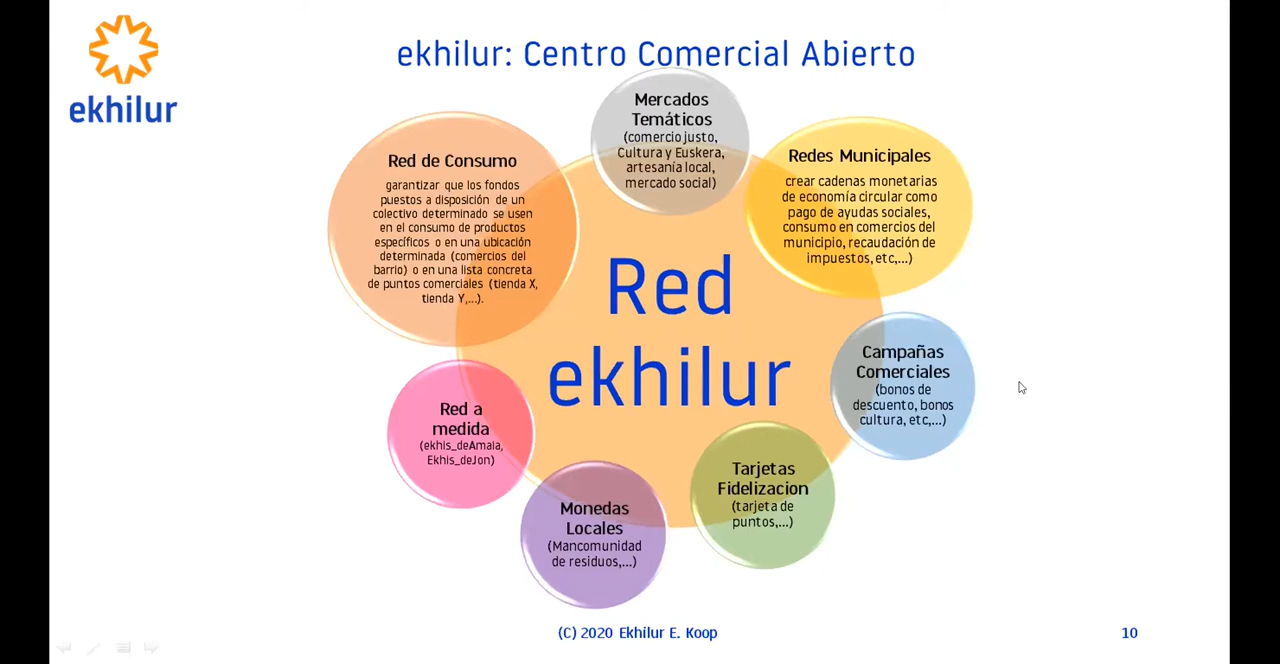 ekhilur
ekhilur: Centro Comercial Abierto
Mercados
Temáticos
(comercio justo,
Cultura y Euskera,
artesanía local,
mercado social)
Red de Consumo
garantizar que los fondos
puestos a disposición de un
colectivo determinado se usen
en el consumo de productos
específicos o en una ubicación
determinada (comercios del
barrio) o en una lista concreta
de puntos comerciales (tienda X,
tienda Y,...).
Redes Municipales
crear cadenas monetarias
de economía circular como
pago de ayudas sociales,
consumo en comercios del
municipio, recaudación de
impuestos, etc,...)
Red
ekhilur
Campañas
Comerciales
(bonos de
descuento, bonos
cultura, etc,...)
Red a
medida
(ekhis_deAmaia,
Ekhis_deJon)
Tarjetas
Fidelizacion
(tarjeta de
puntos,...)
Monedas
Locales
(Mancomunidad
de residuos,...)
(C) 2020 Ekhilur E. Koop
10